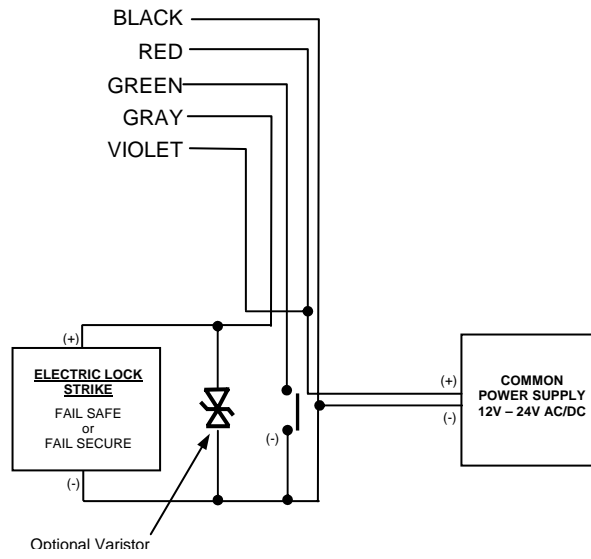 BLACK
RED
GREEN
GRAY
VIOLET
(+)
ELECTRIC LOCK
STRIKE
FAIL SAFE
or
FAIL SECURE
(-)
(-)
(+)
(-)
COMMON
POWER SUPPLY
12V – 24V AC/DC
Optional Varistor